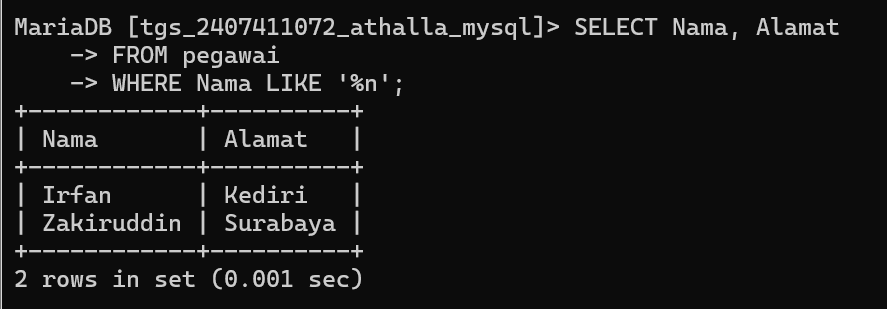 MariaDB [tgs_2407411072_athalla_mysql]> SELECT Nama, Alamat
    -> FROM pegawai
    -> WHERE Nama LIKE '%n';
+------------+----------+
| Nama       | Alamat   |
+------------+----------+
| Irfan      | Kediri   |
| Zakiruddin | Surabaya |
+------------+----------+
2 rows in set (0.001 sec)